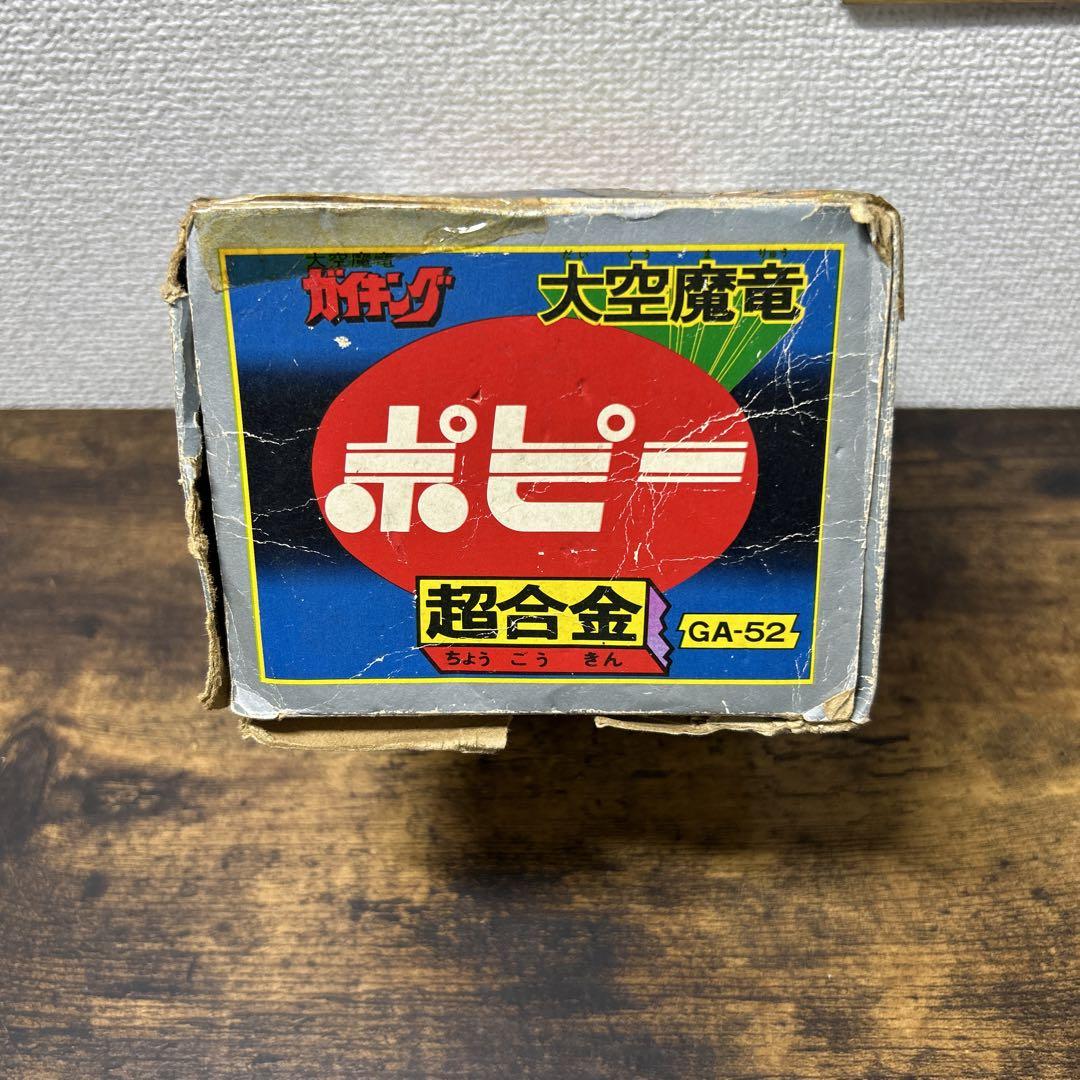 大空魔竜
ガイキング
だい くう ま りゅう
大空魔竜
ポピー
超合金
ちょう ごう きん
GA-52